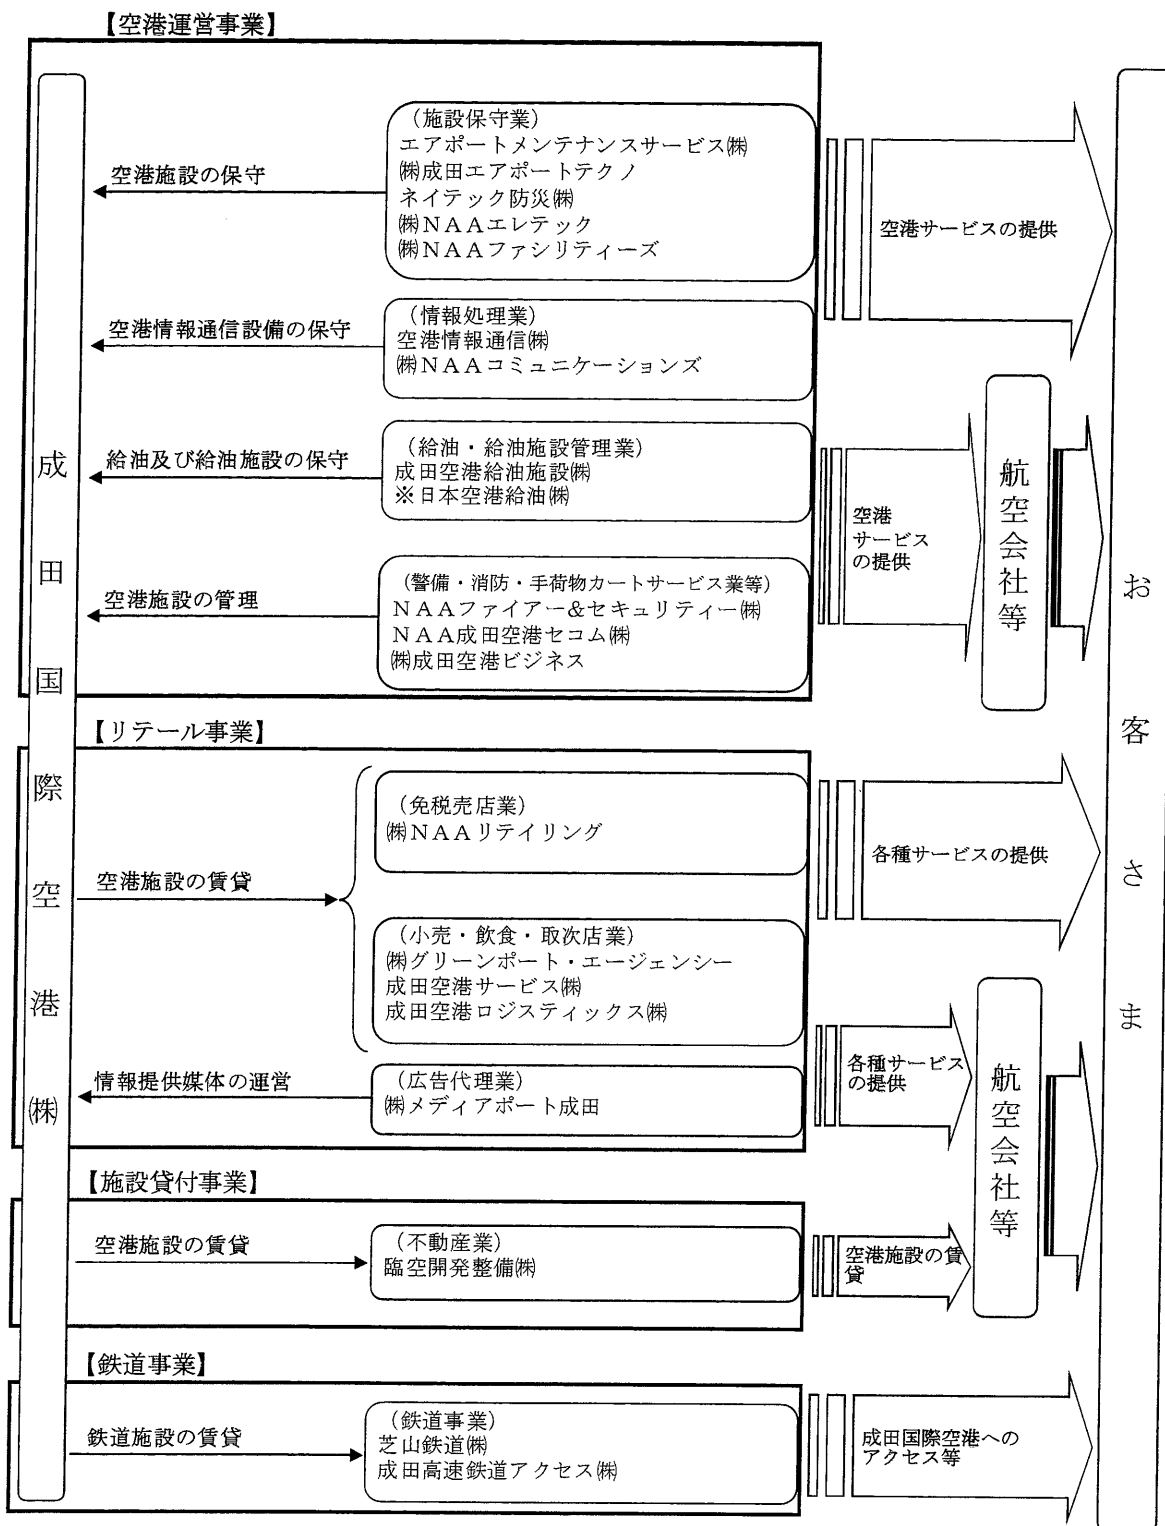 【空港運営事業】
空港施設の保守
(施設保守業)
エアポートメンテナンスサービス㈱
㈱成田エアポートテクノ
ネイテック防災㈱
㈱NAAエレテック
㈱NAAファシリティーズ
空港サービスの提供
空港情報通信設備の保守
(情報処理業)
空港情報通信㈱
㈱NAAコミュニケーションズ
給油及び給油施設の保守
(給油・給油施設管理業)
成田空港給油施設㈱
※日本空港給油㈱
空港
サービス
の提供
航空会社等
空港施設の管理
(警備・消防・手荷物カートサービス業等)
NAAファイアー&セキュリティー㈱
NAA成田空港セコム㈱
㈱成田空港ビジネス
成田国際空港㈱
お客さま
【リテール事業】
空港施設の賃貸
(免税売店業)
㈱NAAリテイリング
各種サービスの提供
(小売・飲食・取次店業)
㈱グリーンポート・エージェンシー
成田空港サービス㈱
成田空港ロジスティックス㈱
情報提供媒体の運営
(広告代理業)
㈱メディアポート成田
各種サービス
の提供
航空会社等
【施設貸付事業】
空港施設の賃貸
(不動産業)
臨空開発整備㈱
空港施設の賃
貸
【鉄道事業】
鉄道施設の賃貸
(鉄道事業)
芝山鉄道㈱
成田高速鉄道アクセス㈱
成田国際空港への
アクセス等